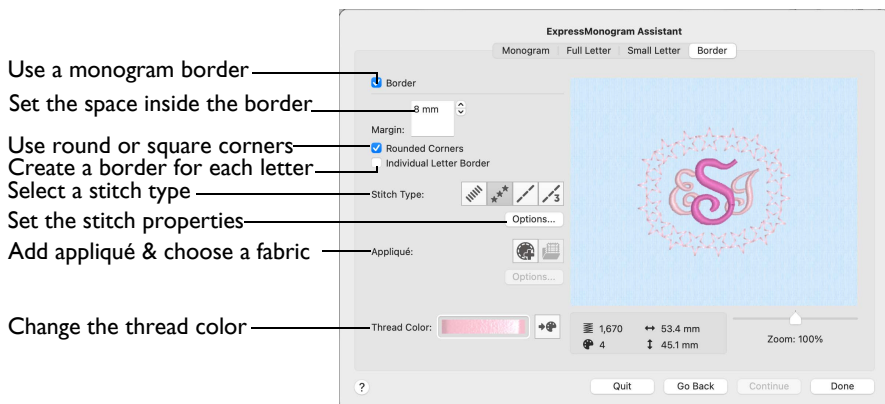 ExpressMonogram Assistant
Monogram Full Letter Small Letter Border
Use a monogram border
Border
Set the space inside the border
8 mm
Margin:
Use round or square corners
Rounded Corners
Create a border for each letter
Individual Letter Border
Select a stitch type
Stitch Type:
3
Set the stitch properties
Options...
Add appliqué & choose a fabric
Appliqué:
Options...
Change the thread color
Thread Color:
1,670 53.4 mm
4 45.1 mm
Zoom: 100%
? Quit Go Back Continue Done